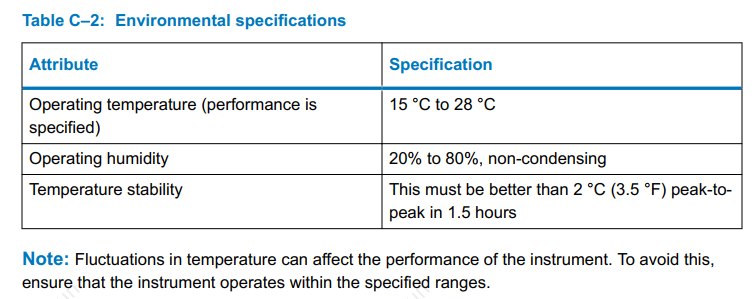 Table C–2: Environmental specifications
Attribute
Specification
Operating temperature (performance is
specified)
15 °C to 28 °C
Operating humidity
20% to 80%, non-condensing
Temperature stability
This must be better than 2 °C (3.5 °F) peak-to-
peak in 1.5 hours
Note: Fluctuations in temperature can affect the performance of the instrument. To avoid this,
ensure that the instrument operates within the specified ranges.